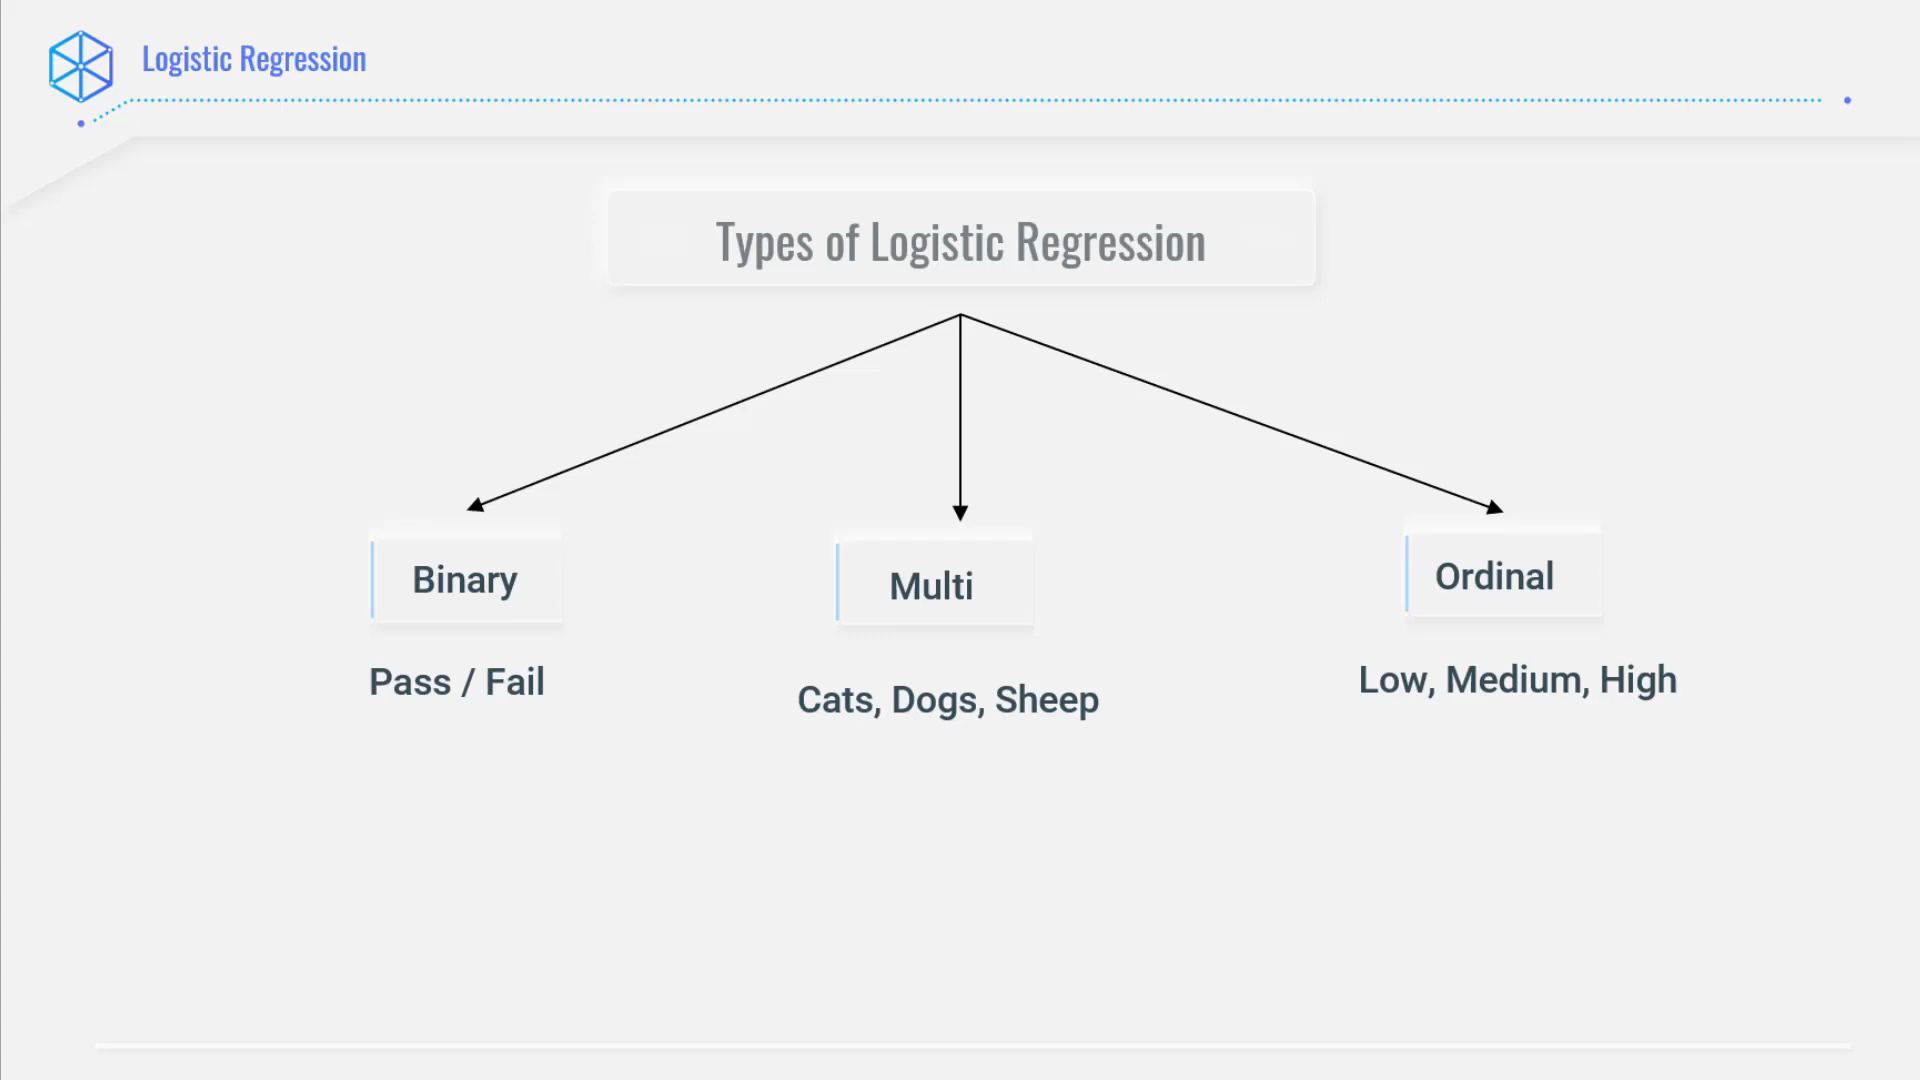 Logistic Regression
Types of Logistic Regression
Binary
Multi
Ordinal
Pass / Fail
Cats, Dogs, Sheep
Low, Medium, High